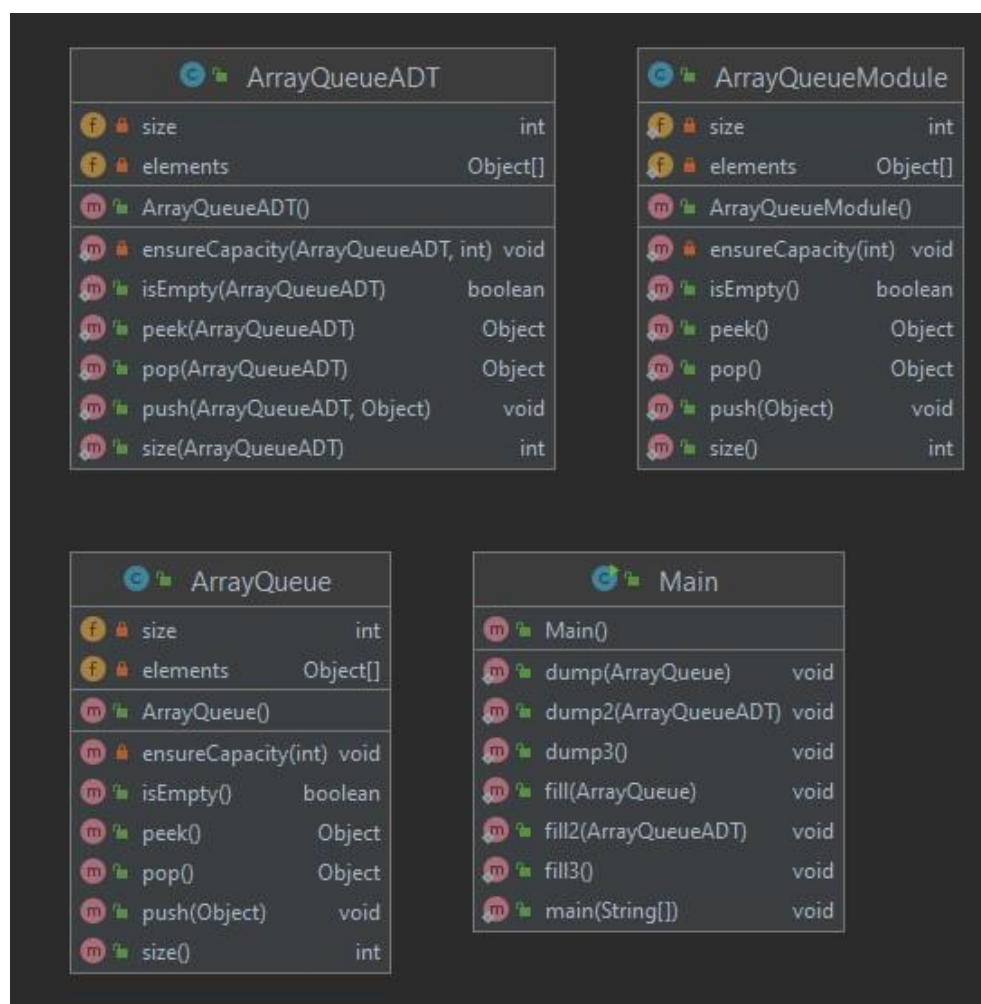 ArrayQueueADT
size int
elements Object[]
ArrayQueueADT()
ensureCapacity(ArrayQueueADT, int) void
isEmpty(ArrayQueueADT) boolean
peek(ArrayQueueADT) Object
pop(ArrayQueueADT) Object
push(ArrayQueueADT, Object) void
size(ArrayQueueADT) int
ArrayQueueModule
size int
elements Object[]
ArrayQueueModule()
ensureCapacity(int) void
isEmpty() boolean
peek() Object
pop() Object
push(Object) void
size() int
ArrayQueue
size int
elements Object[]
ArrayQueue()
ensureCapacity(int) void
isEmpty() boolean
peek() Object
pop() Object
push(Object) void
size() int
Main
Main()
dump(ArrayQueue) void
dump2(ArrayQueueADT) void
dump3() void
fill(ArrayQueue) void
fill2(ArrayQueueADT) void
fill3() void
main(String[]) void